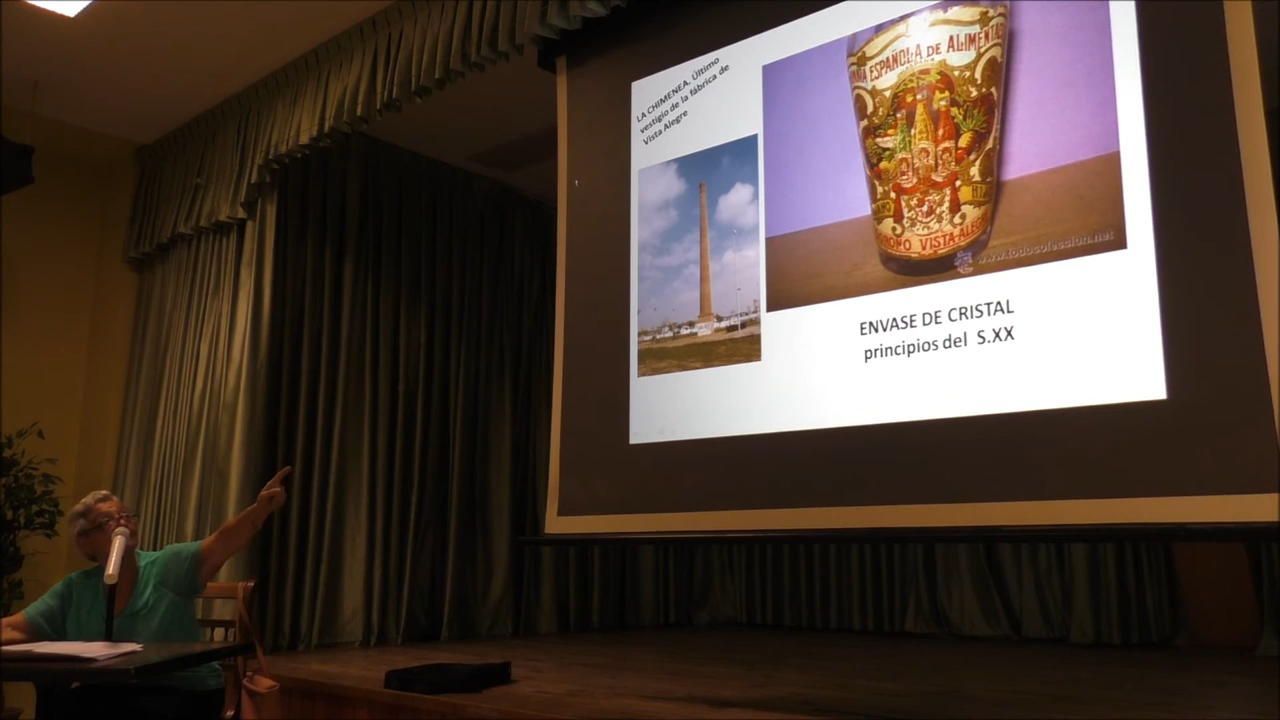 LA CHIMENEA. Último
vestigio de la fábrica de
Vista Alegre
ESPAÑOLA DE
VISTA-ALEGRE
www.todocoleccion.net
ENVASE DE CRISTAL
principios del S.XX